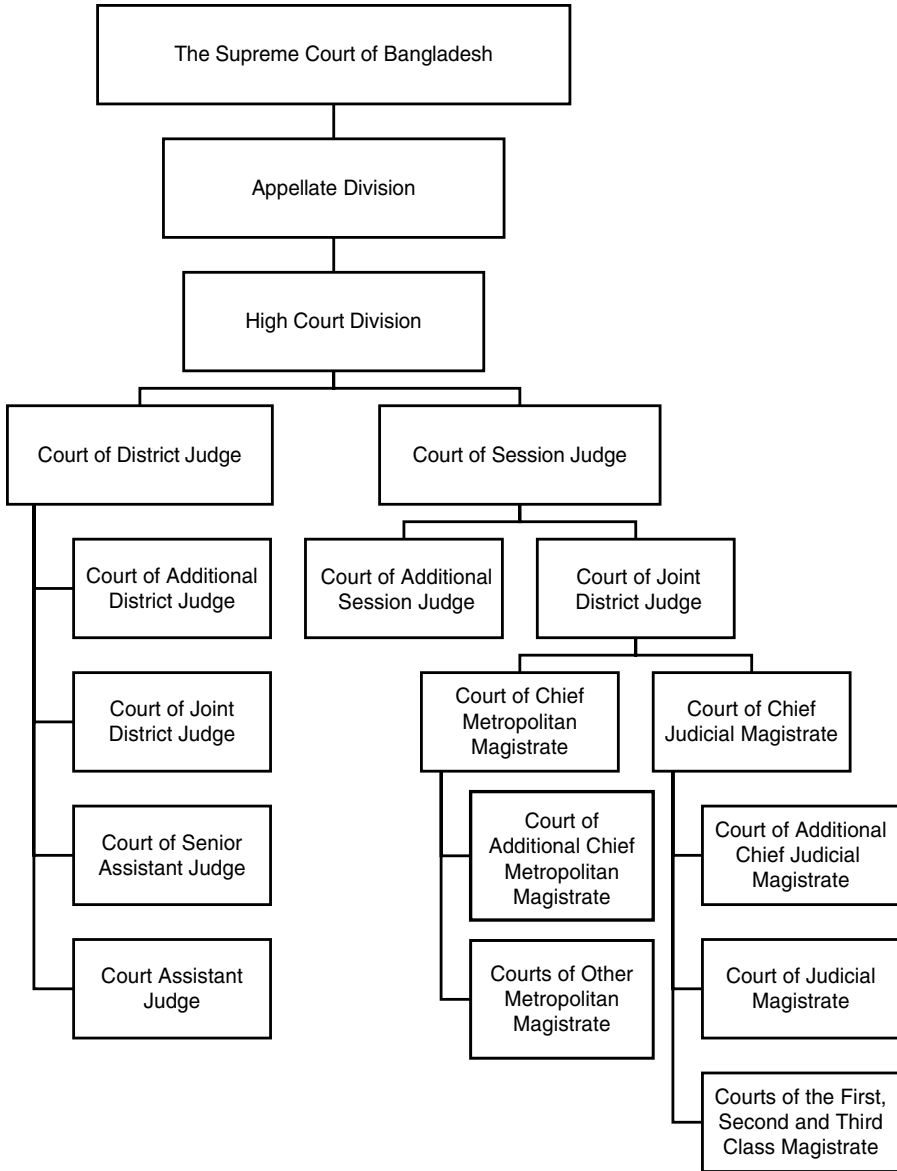 The Supreme Court of Bangladesh
Appellate Division
High Court Division
Court of District Judge
Court of Additional
District Judge
Court of Joint
District Judge
Court of Senior
Assistant Judge
Court Assistant
Judge
Court of Session Judge
Court of Additional
Session Judge
Court of Joint
District Judge
Court of Chief
Metropolitan
Magistrate
Court of
Additional Chief
Metropolitan
Magistrate
Courts of Other
Metropolitan
Magistrate
Court of Chief
Judicial Magistrate
Court of Additional
Chief Judicial
Magistrate
Court of Judicial
Magistrate
Courts of the First,
Second and Third
Class Magistrate